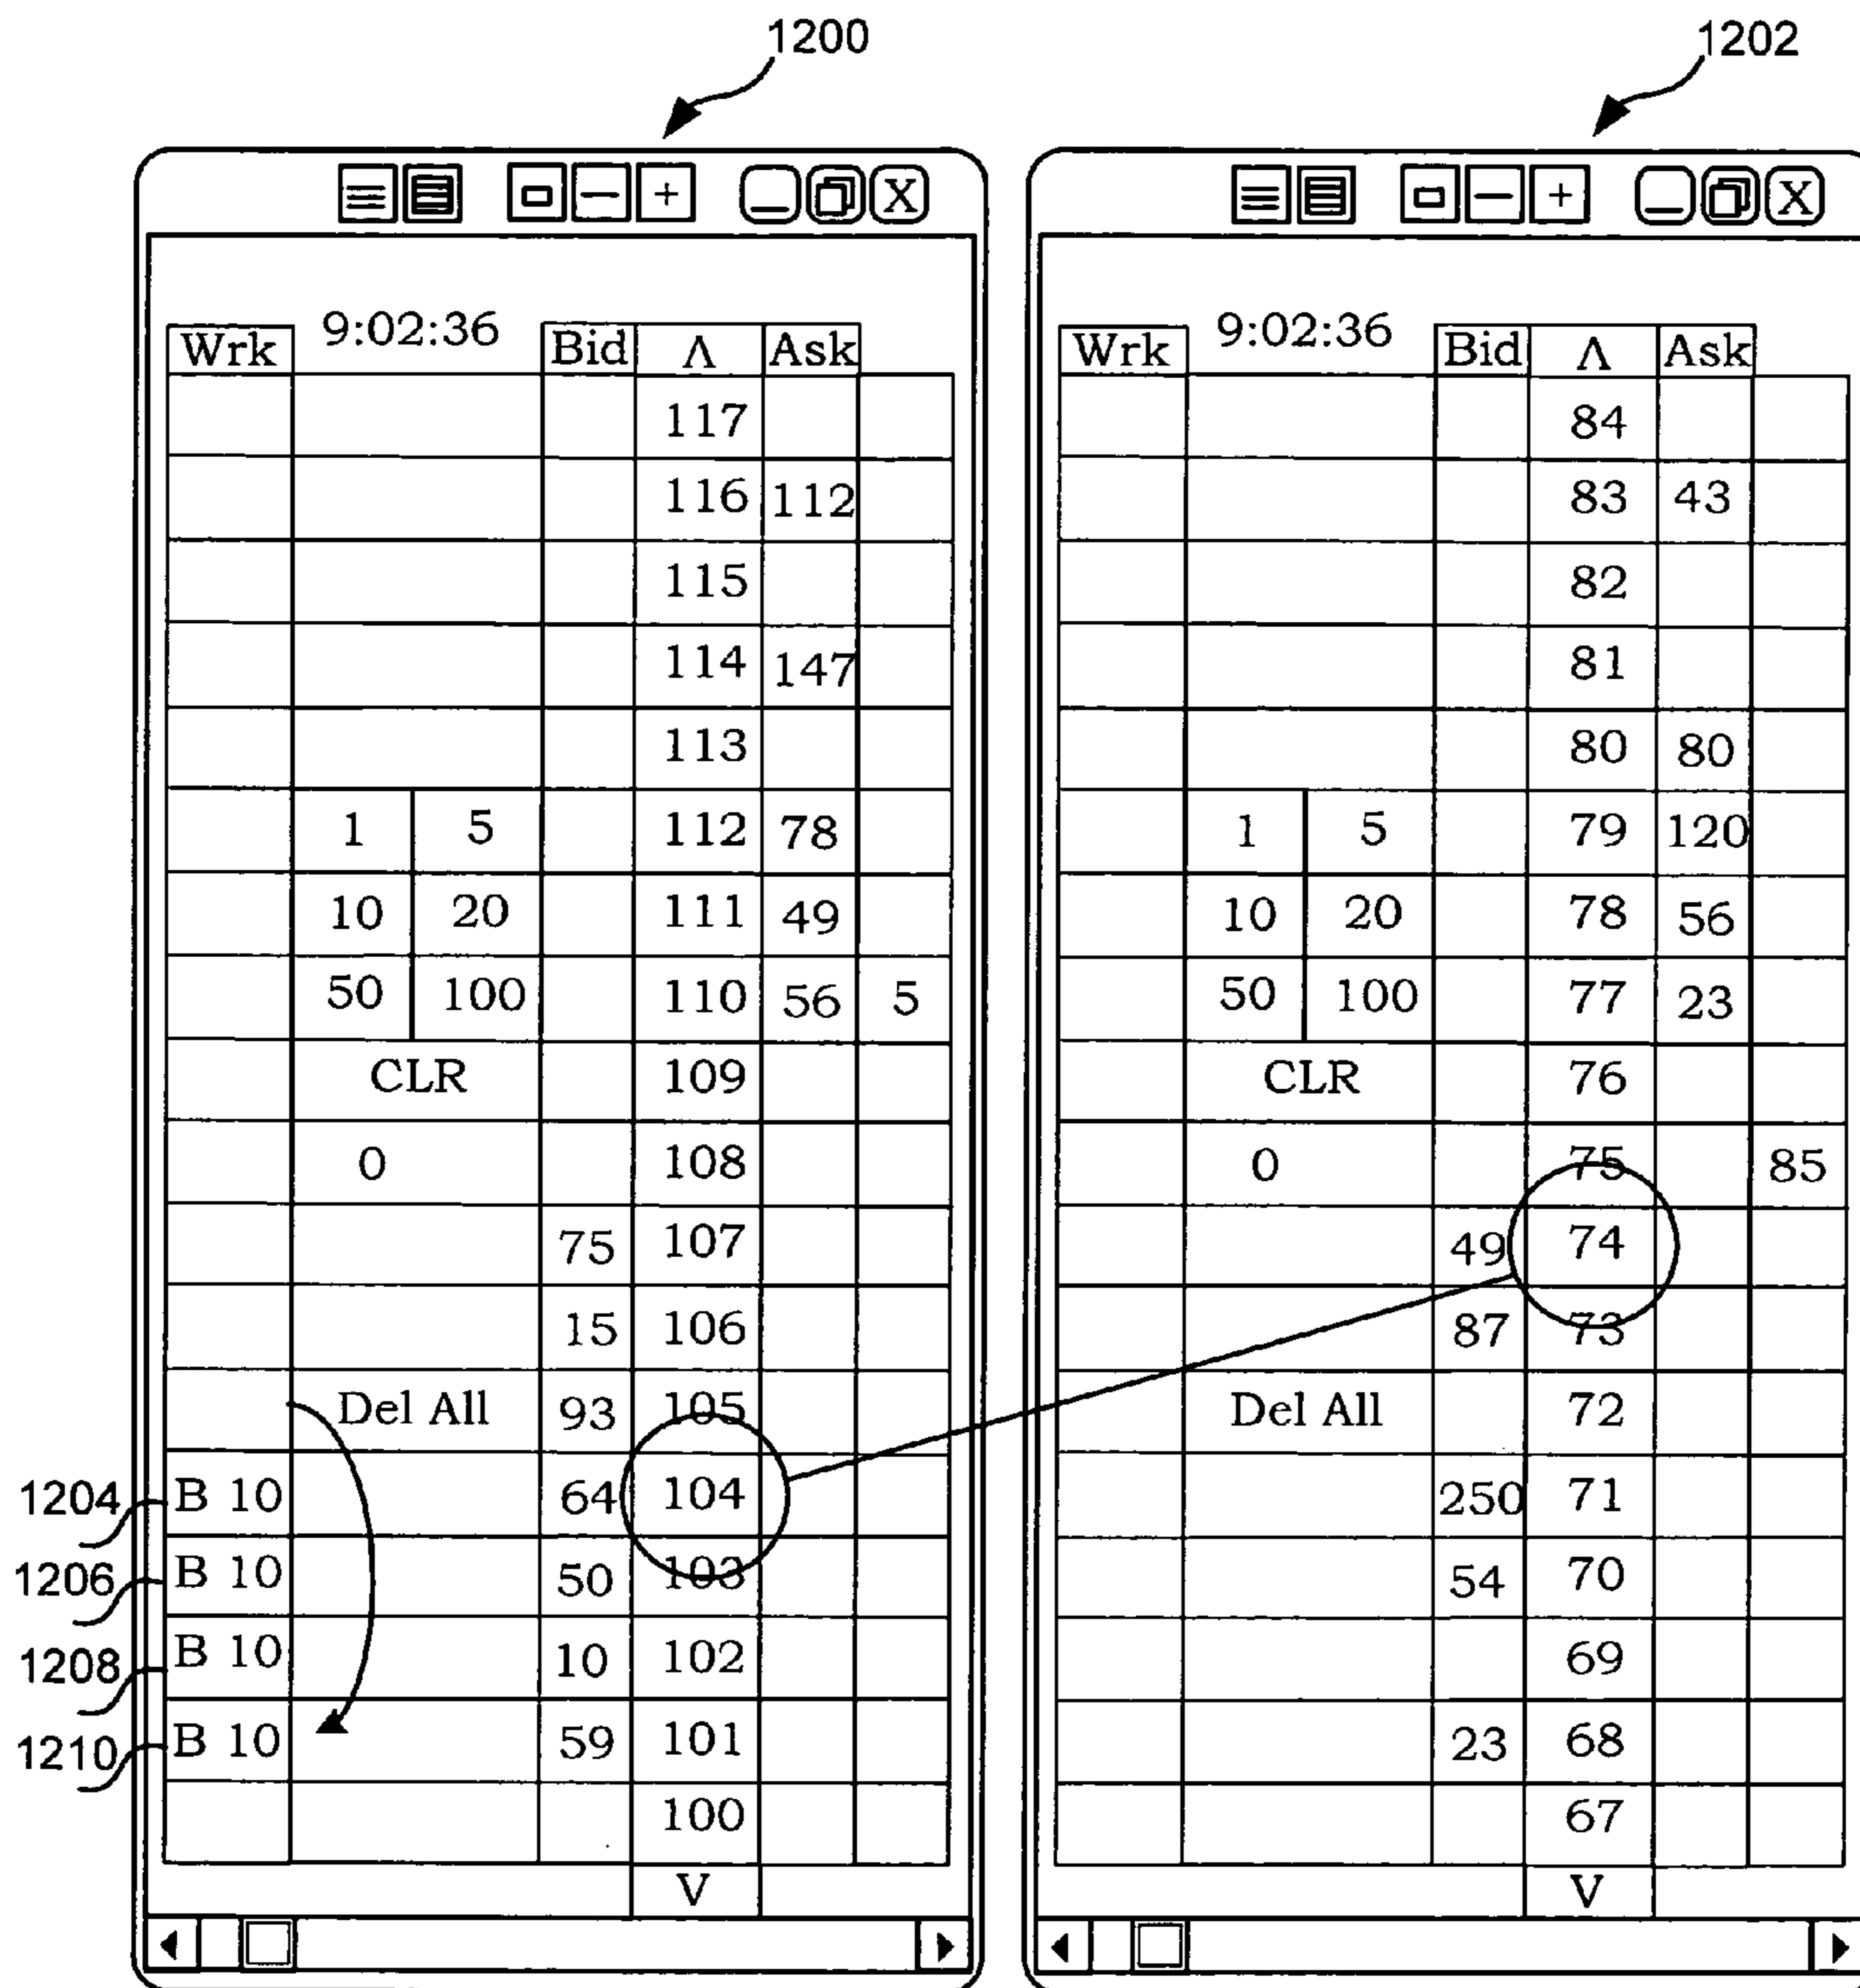 1200 1202
X X
9:02:36 9:02:36
Wrk Bid Λ Ask Wrk Bid Λ Ask
117 84
116 112 83 43
115 82
114 147 81
113 80 80
1 5 112 78 1 5 79 120
10 20 111 49 10 20 78 56
50 100 110 56 5 50 100 77 23
CLR 109 CLR 76
0 108 0 75 85
75 107 49 74
15 106 87 73
Del All 93 105 Del All 72
1204 B 10 64 104 250 71
1206 B 10 50 103 54 70
1208 B 10 10 102 69
1210 B 10 59 101 23 68
100 67
V V